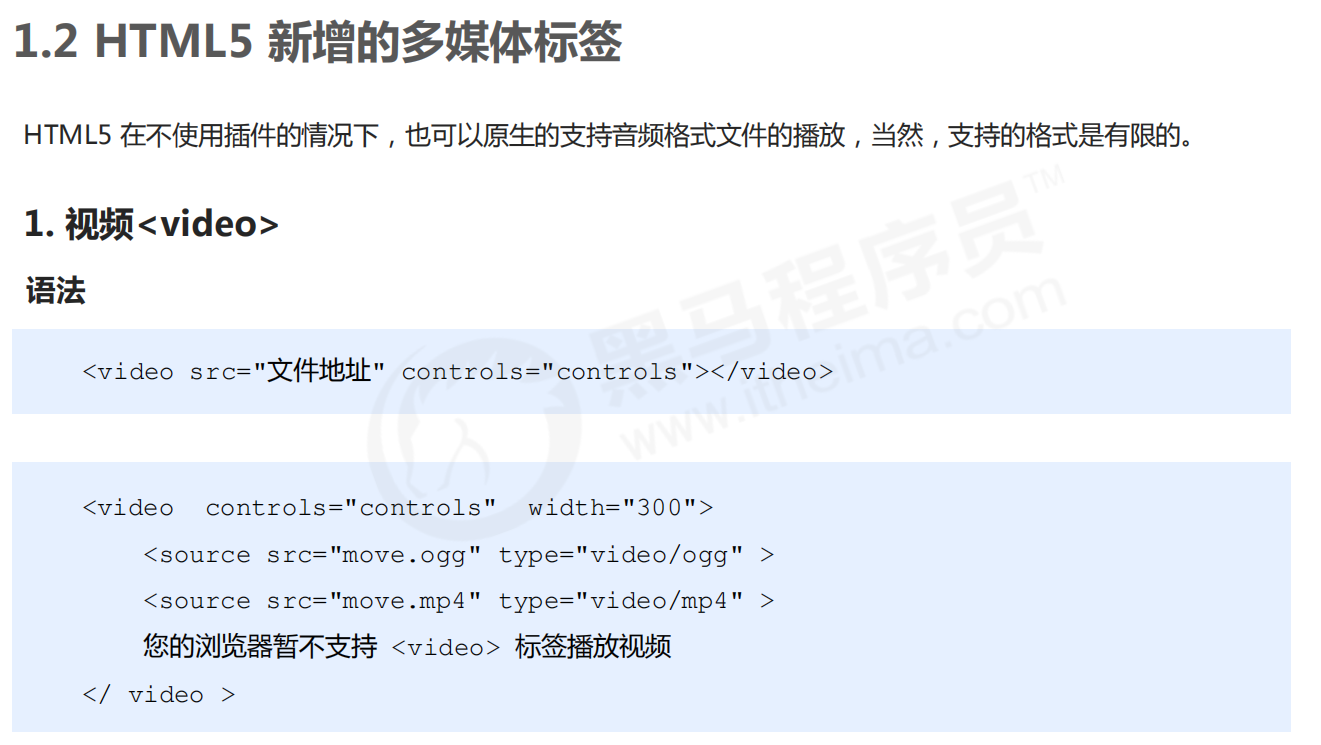 1.2 HTML5 新增的多媒体标签
HTML5 在不使用插件的情况下，也可以原生的支持音频格式文件的播放，当然，支持的格式是有限的。
1. 视频<video>
语法
<video src="文件地址" controls="controls"></video>
<video  controls="controls"  width="300">
<source src="move.ogg" type="video/ogg" >
<source src="move.mp4" type="video/mp4" >
您的浏览器暂不支持 <video> 标签播放视频
</ video >
黑马程序员™
www.itheima.com